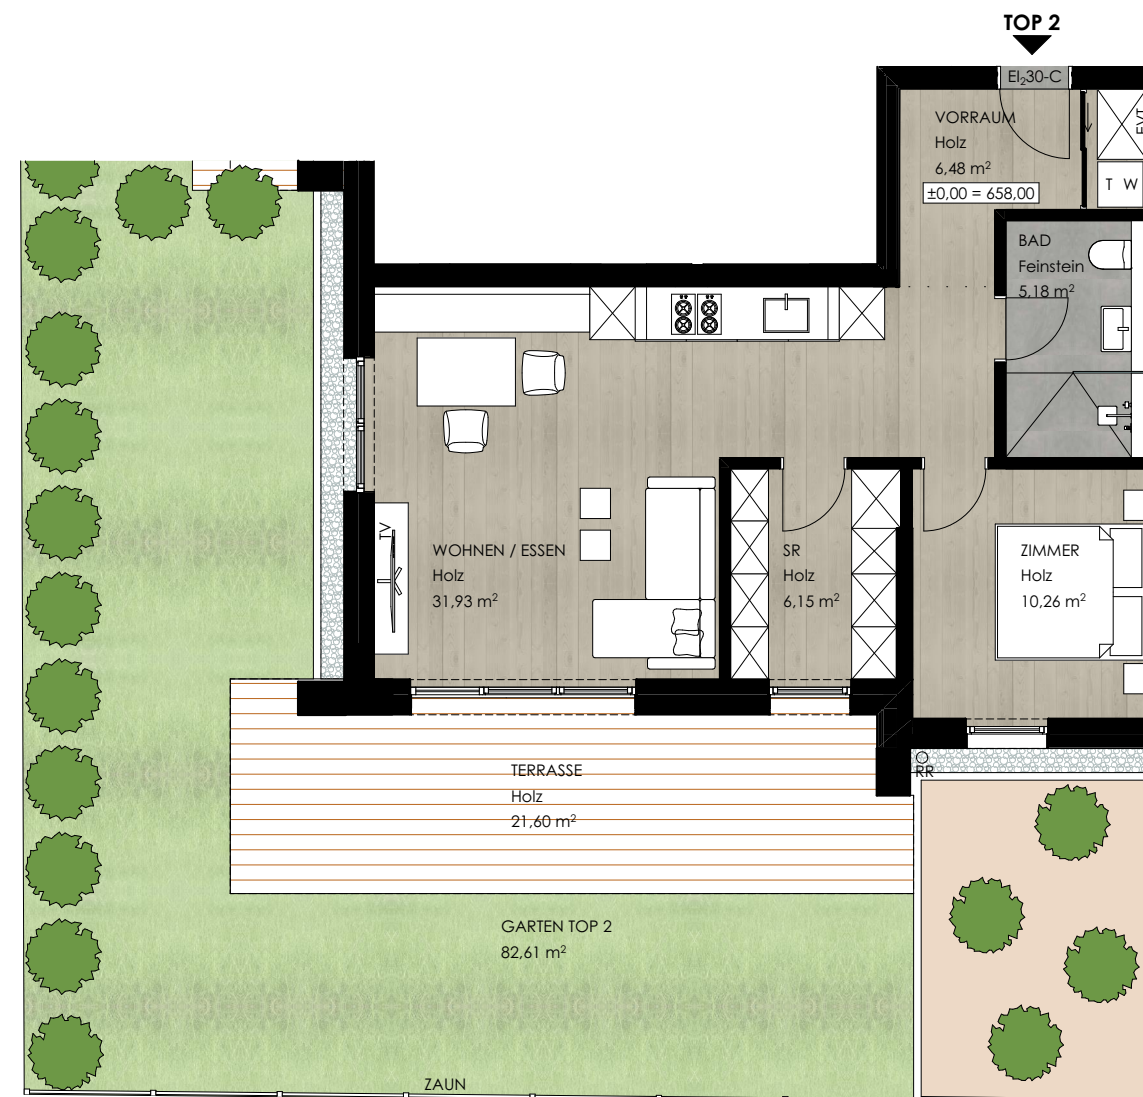 TOP 2
EI₂30-C
VORRAUM
Holz
6,48 m²
±0,00 = 658,00
EVT
T W
BAD
Feinstein
5,18 m²
TV
WOHNEN / ESSEN
Holz
31,93 m²
SR
Holz
6,15 m²
ZIMMER
Holz
10,26 m²
RR
TERRASSE
Holz
21,60 m²
GARTEN TOP 2
82,61 m²
ZAUN